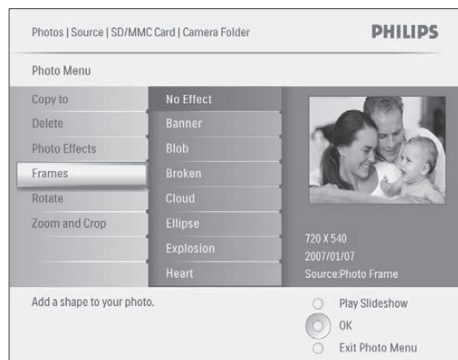 Photos | Source | SD/MMC Card | Camera Folder
PHILIPS
Photo Menu
Copy to
Delete
Photo Effects
Frames
Rotate
Zoom and Crop
No Effect
Banner
Blob
Broken
Cloud
Ellipse
Explosion
Heart
720 X 540
2007/01/07
Source:Photo Frame
Add a shape to your photo.
Play Slideshow
OK
Exit Photo Menu